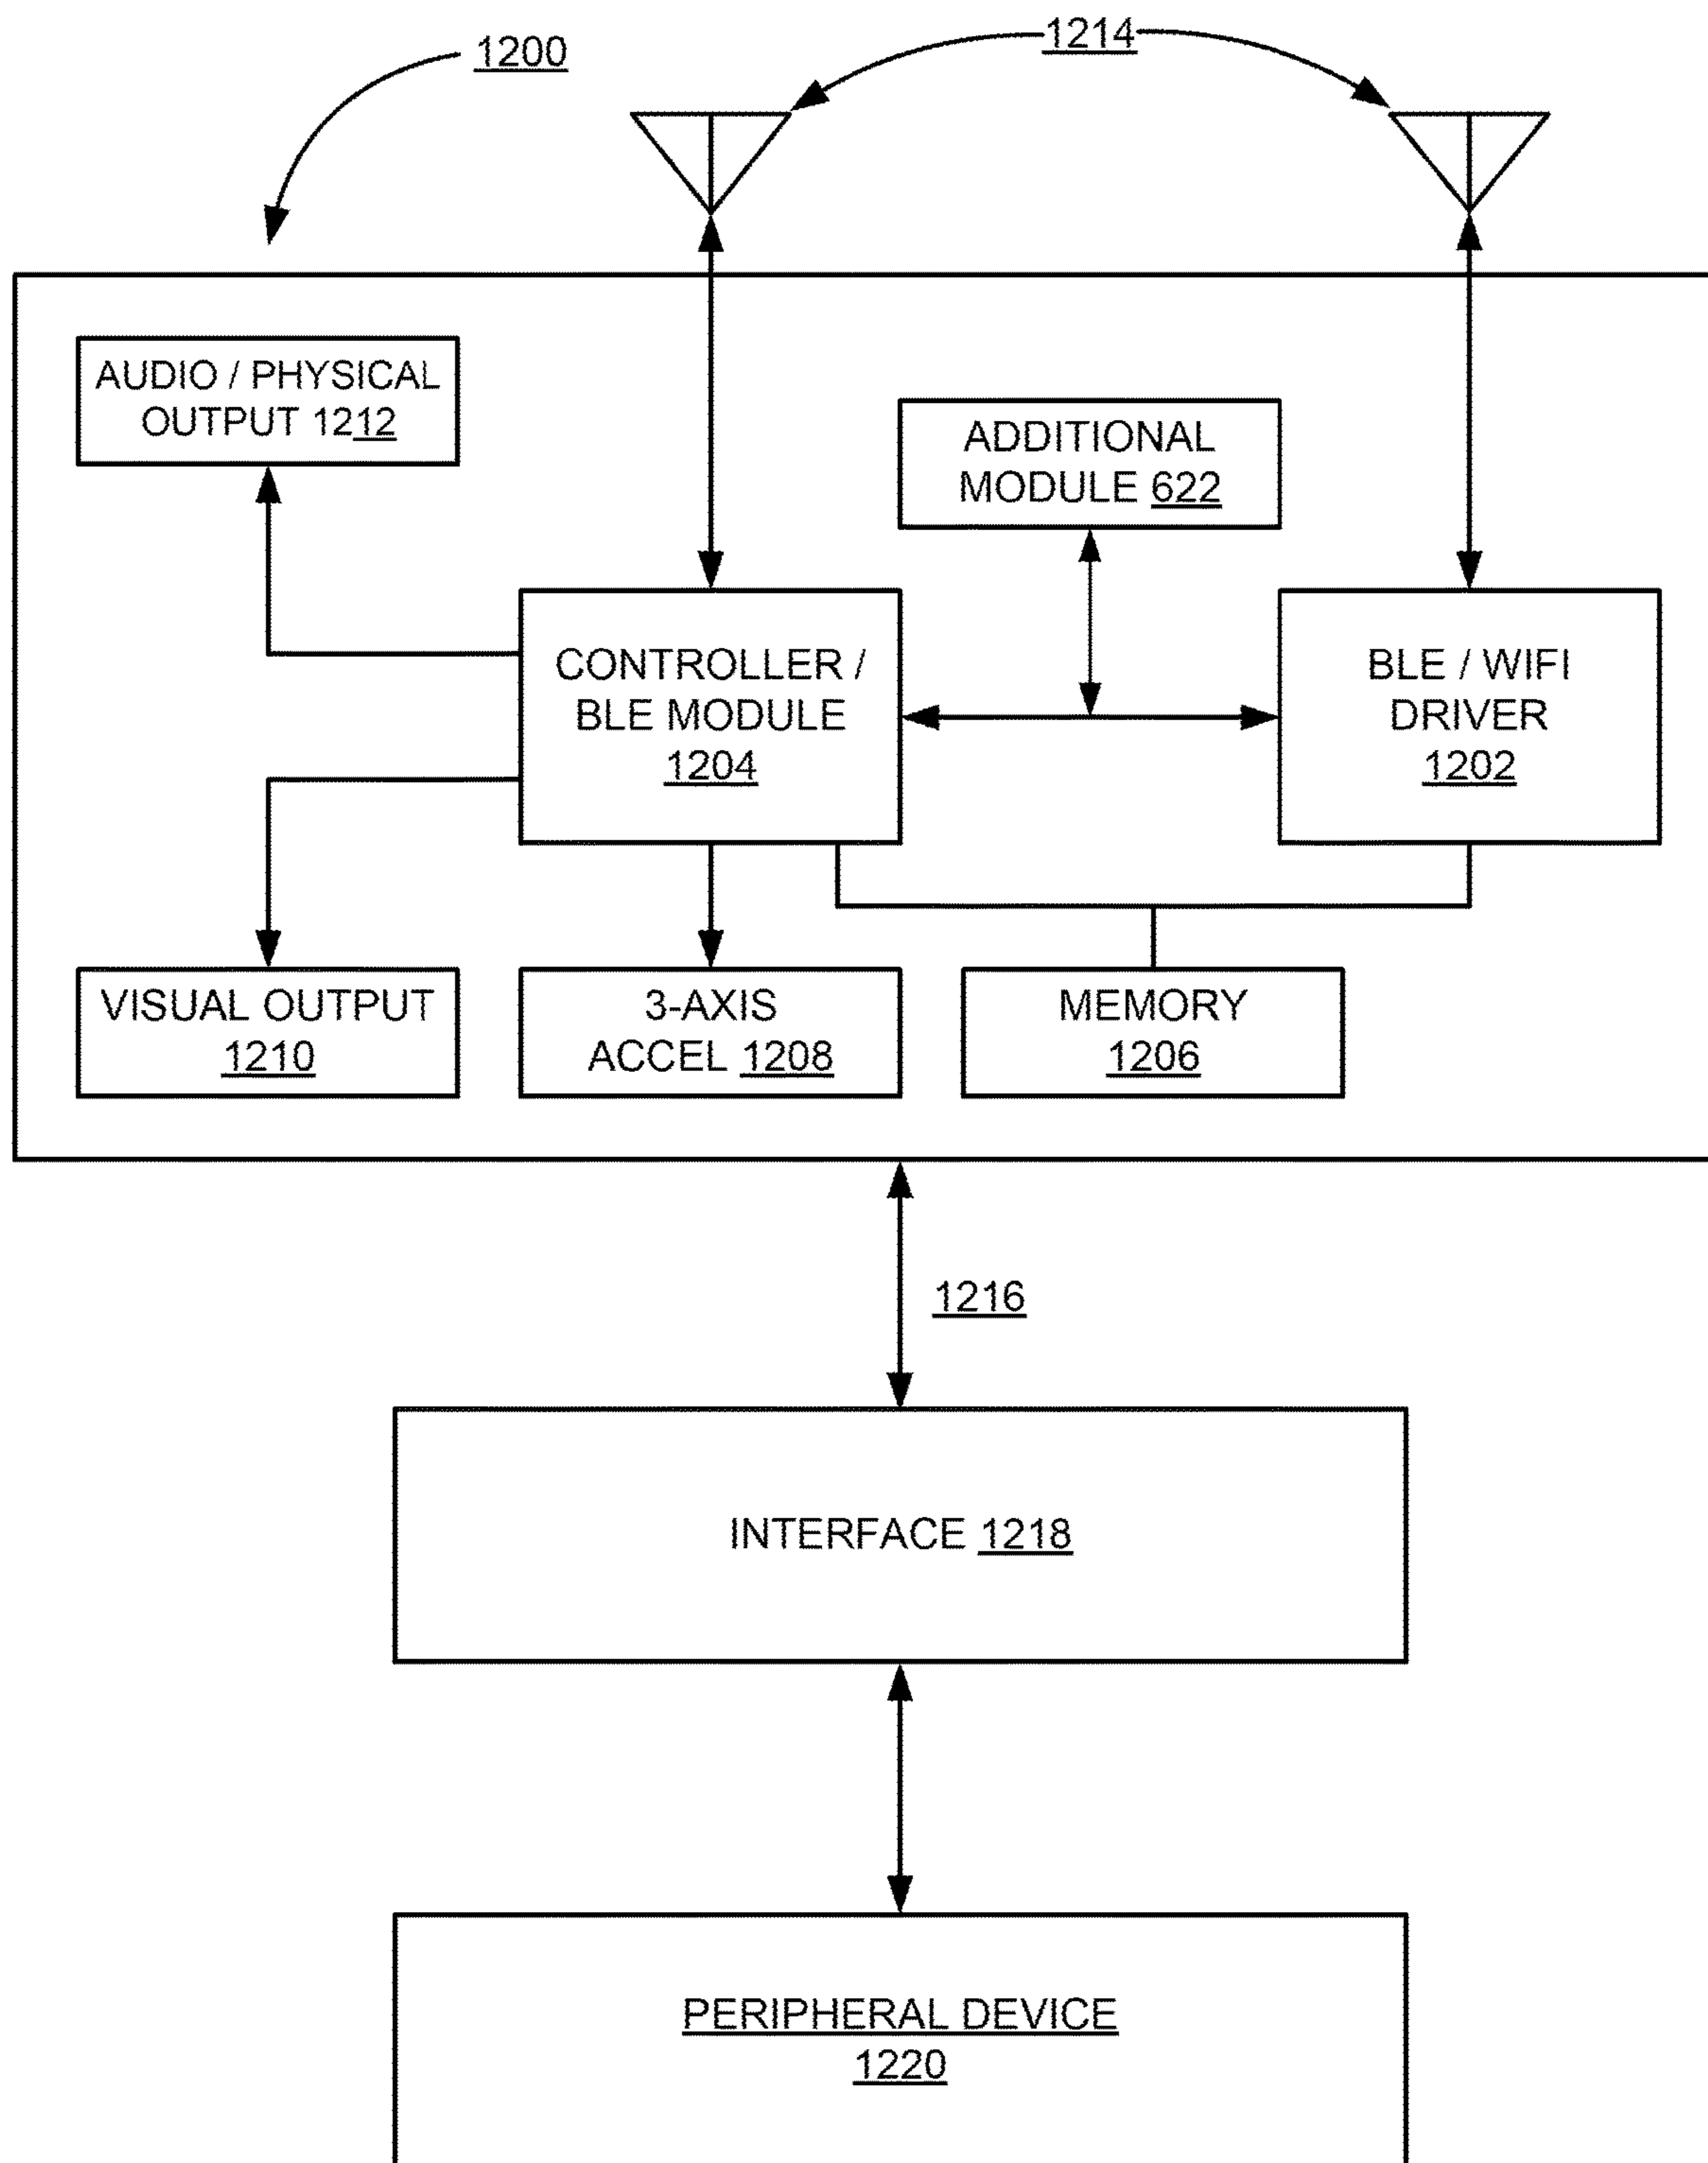 1200
1214
AUDIO / PHYSICAL
OUTPUT 1212
ADDITIONAL
MODULE 622
CONTROLLER /
BLE MODULE
1204
BLE / WIFI
DRIVER
1202
VISUAL OUTPUT
1210
3-AXIS
ACCEL 1208
MEMORY
1206
1216
INTERFACE 1218
PERIPHERAL DEVICE
1220